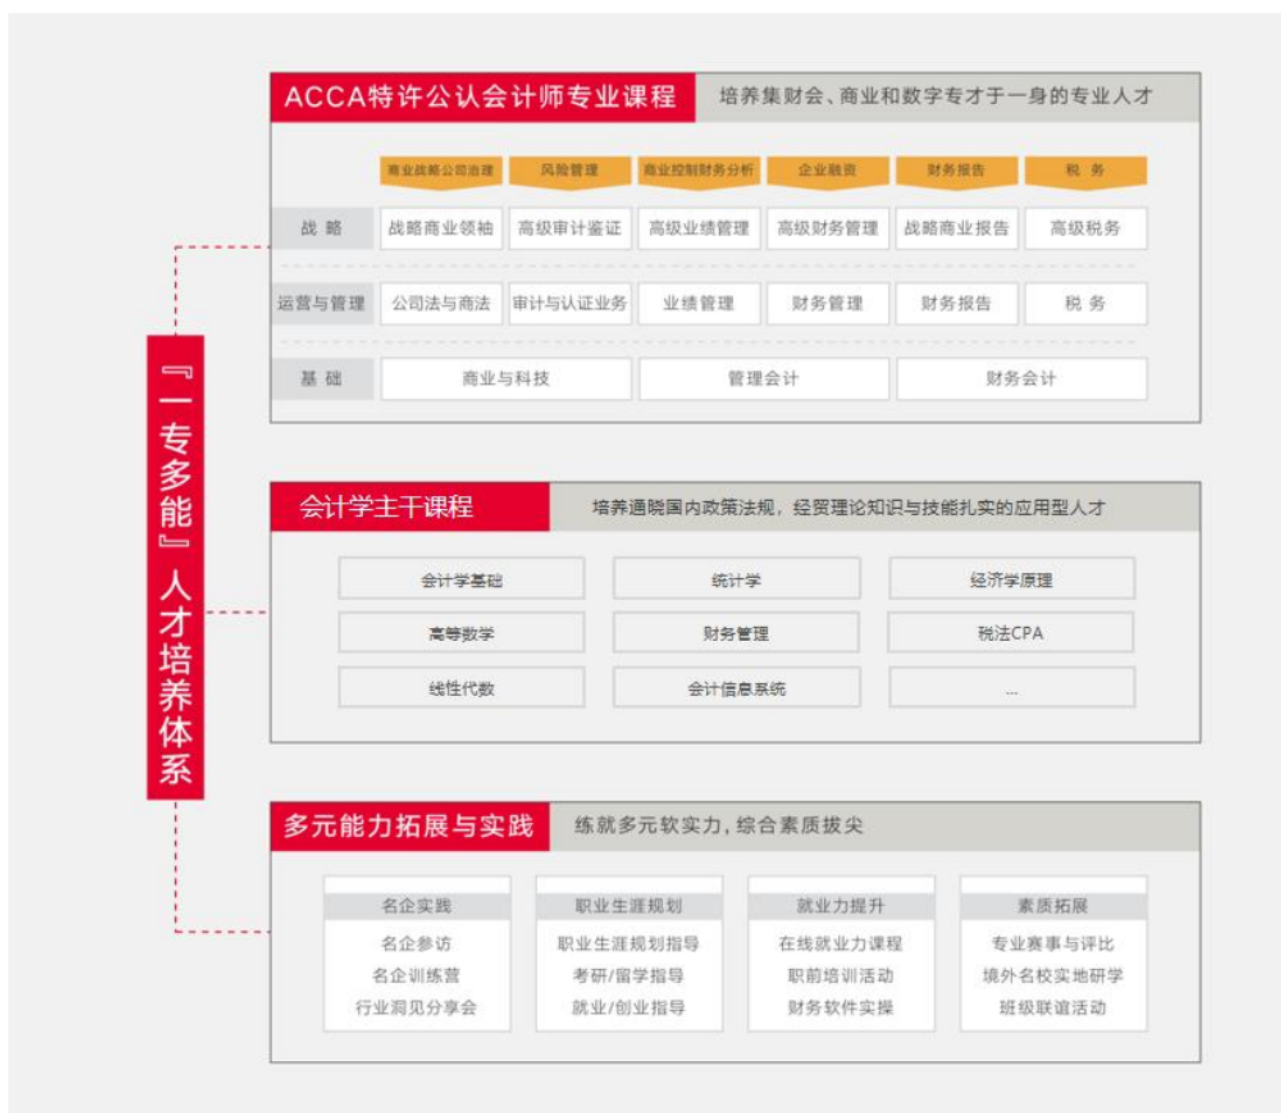 『一专多能』人才培养体系
ACCA特许公认会计师专业课程
培养集财会、商业和数字专才于一身的专业人才
商业战略公司治理 风险管理 商业控制财务分析 企业融资 财务报告 税 务
战 略 战略商业领袖 高级审计鉴证 高级业绩管理 高级财务管理 战略商业报告 高级税务
运营与管理 公司法与商法 审计与认证业务 业绩管理 财务管理 财务报告 税 务
基 础 商业与科技 管理会计 财务会计
会计学主干课程
培养通晓国内政策法规，经贸理论知识与技能扎实的应用型人才
会计学基础 统计学 经济学原理
高等数学 财务管理 税法CPA
线性代数 会计信息系统 ...
多元能力拓展与实践
练就多元软实力,综合素质拔尖
名企实践 职业生涯规划 就业力提升 素质拓展
名企参访 职业生涯规划指导 在线就业力课程 专业赛事与评比
名企训练营 考研/留学指导 职前培训活动 境外名校实地研学
行业洞见分享会 就业/创业指导 财务软件实操 班级联谊活动